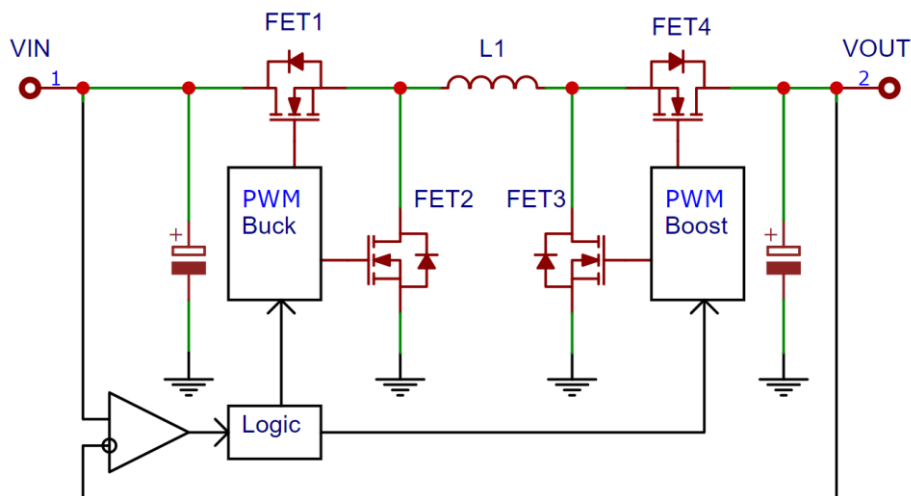 FET1
FET4
VIN
L1
VOUT
1
2
PWM
Buck
FET2
FET3
PWM
Boost
+
+
Logic